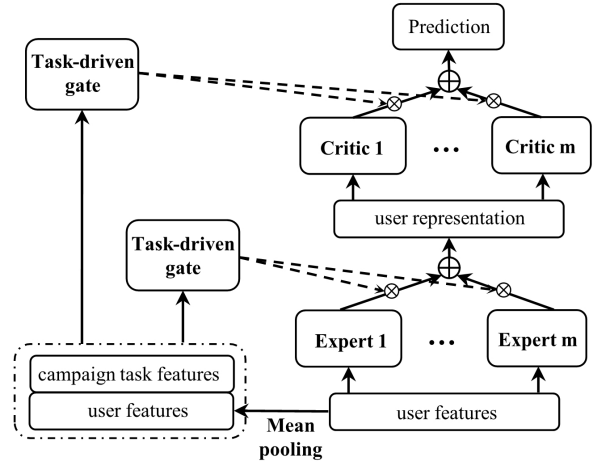 Prediction
Task-driven
gate
Critic 1
...
Critic m
user representation
Task-driven
gate
Expert 1
...
Expert m
campaign task features
user features
Mean
pooling
user features